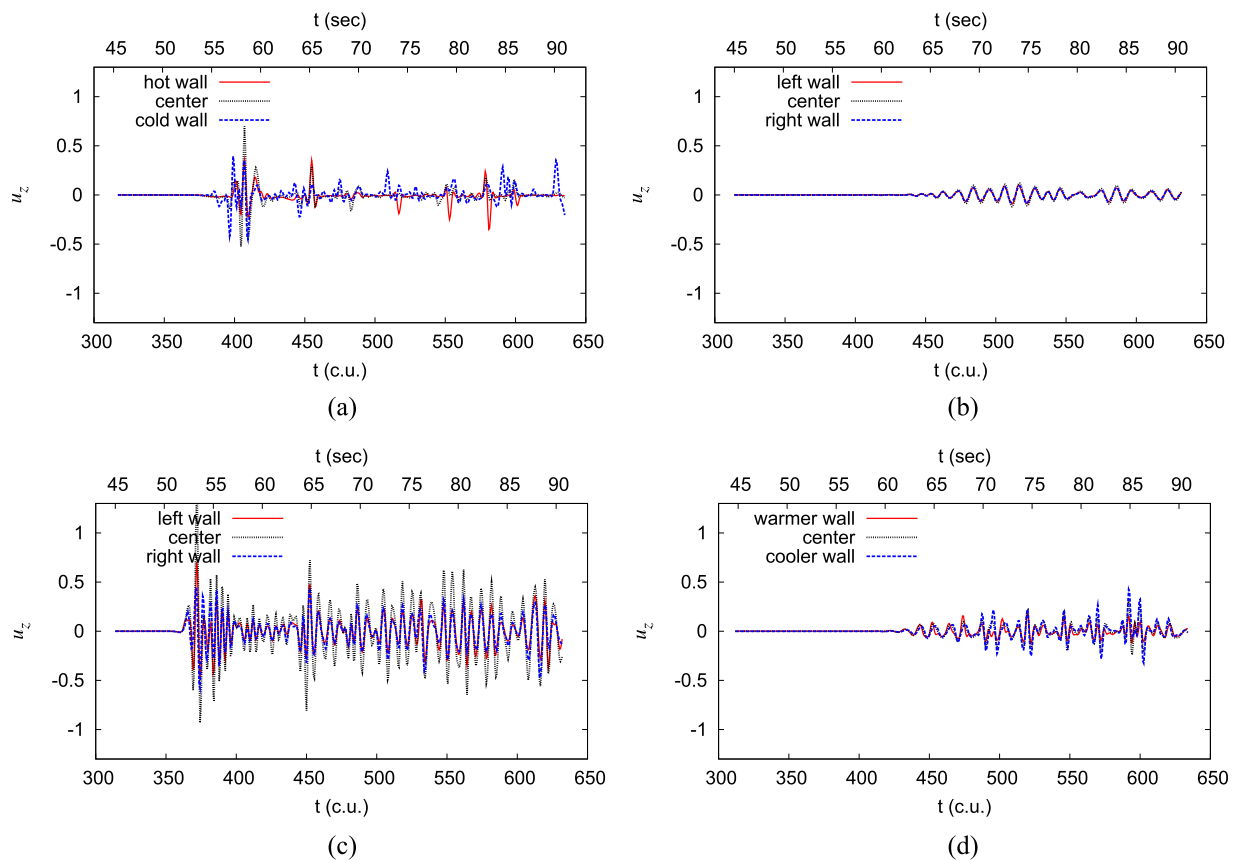 t (sec)
45 50 55 60 65 70 75 80 85 90
hot wall
center
cold wall
1
0.5
0
-0.5
-1
u_z
300 350 400 450 500 550 600 650
t (c.u.)
(a)
t (sec)
45 50 55 60 65 70 75 80 85 90
left wall
center
right wall
1
0.5
0
-0.5
-1
u_z
300 350 400 450 500 550 600 650
t (c.u.)
(b)
t (sec)
45 50 55 60 65 70 75 80 85 90
left wall
center
right wall
1
0.5
0
-0.5
-1
u_z
300 350 400 450 500 550 600 650
t (c.u.)
(c)
t (sec)
45 50 55 60 65 70 75 80 85 90
warmer wall
center
cooler wall
1
0.5
0
-0.5
-1
u_z
300 350 400 450 500 550 600 650
t (c.u.)
(d)